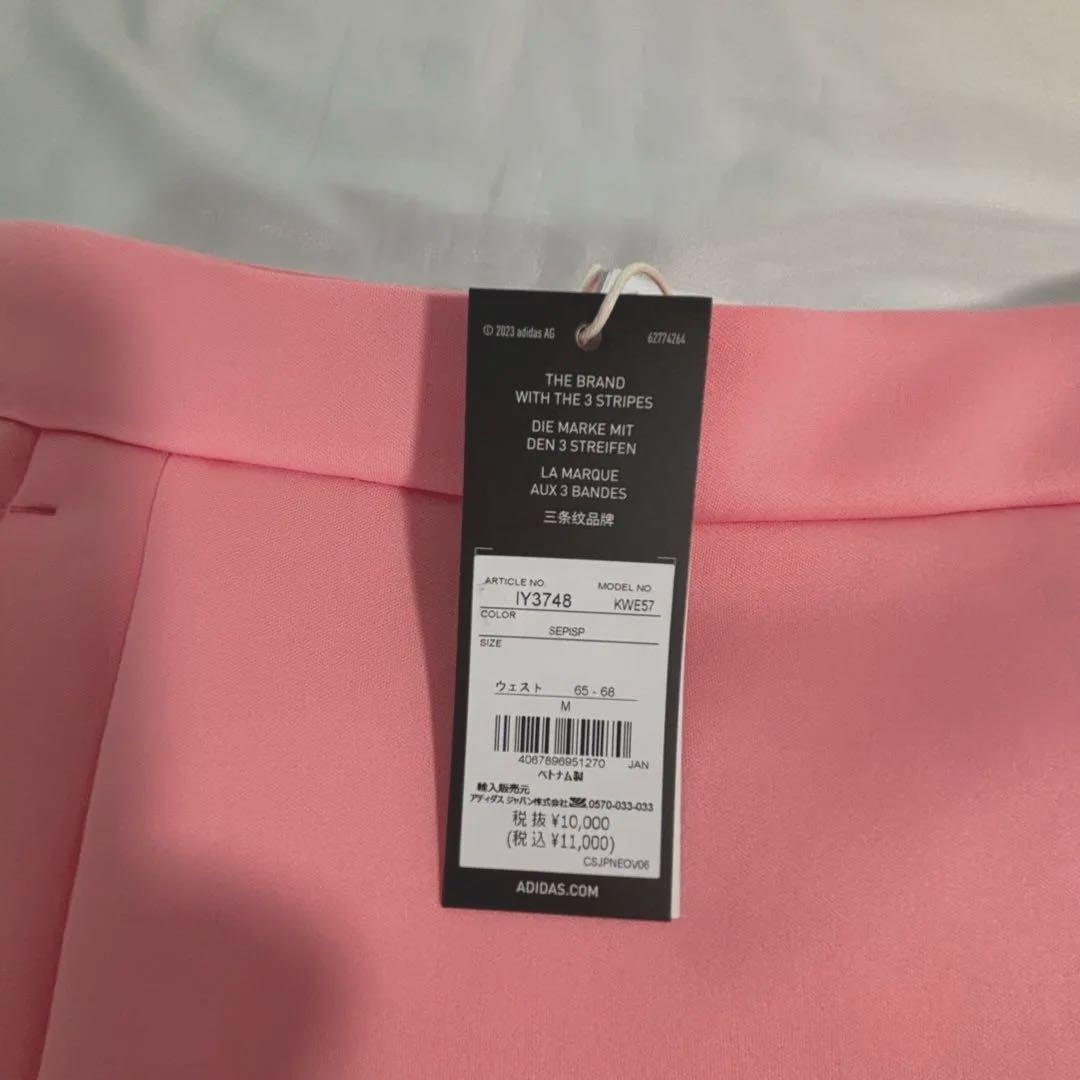 © 2023 adidas AG 62774264
THE BRAND
WITH THE 3 STRIPES
DIE MARKE MIT
DEN 3 STREIFEN
LA MARQUE
AUX 3 BANDES
三条纹品牌
ARTICLE NO. MODEL NO.
IY3748 KWE57
COLOR
SEPISP
SIZE
ウェスト 65 - 68
M
4067896951270 JAN
ベトナム製
輸入販売元
アディダス ジャパン株式会社 0570-033-033
税 抜 ¥10,000
(税 込 ¥11,000)
CSJPNEOV06
ADIDAS.COM